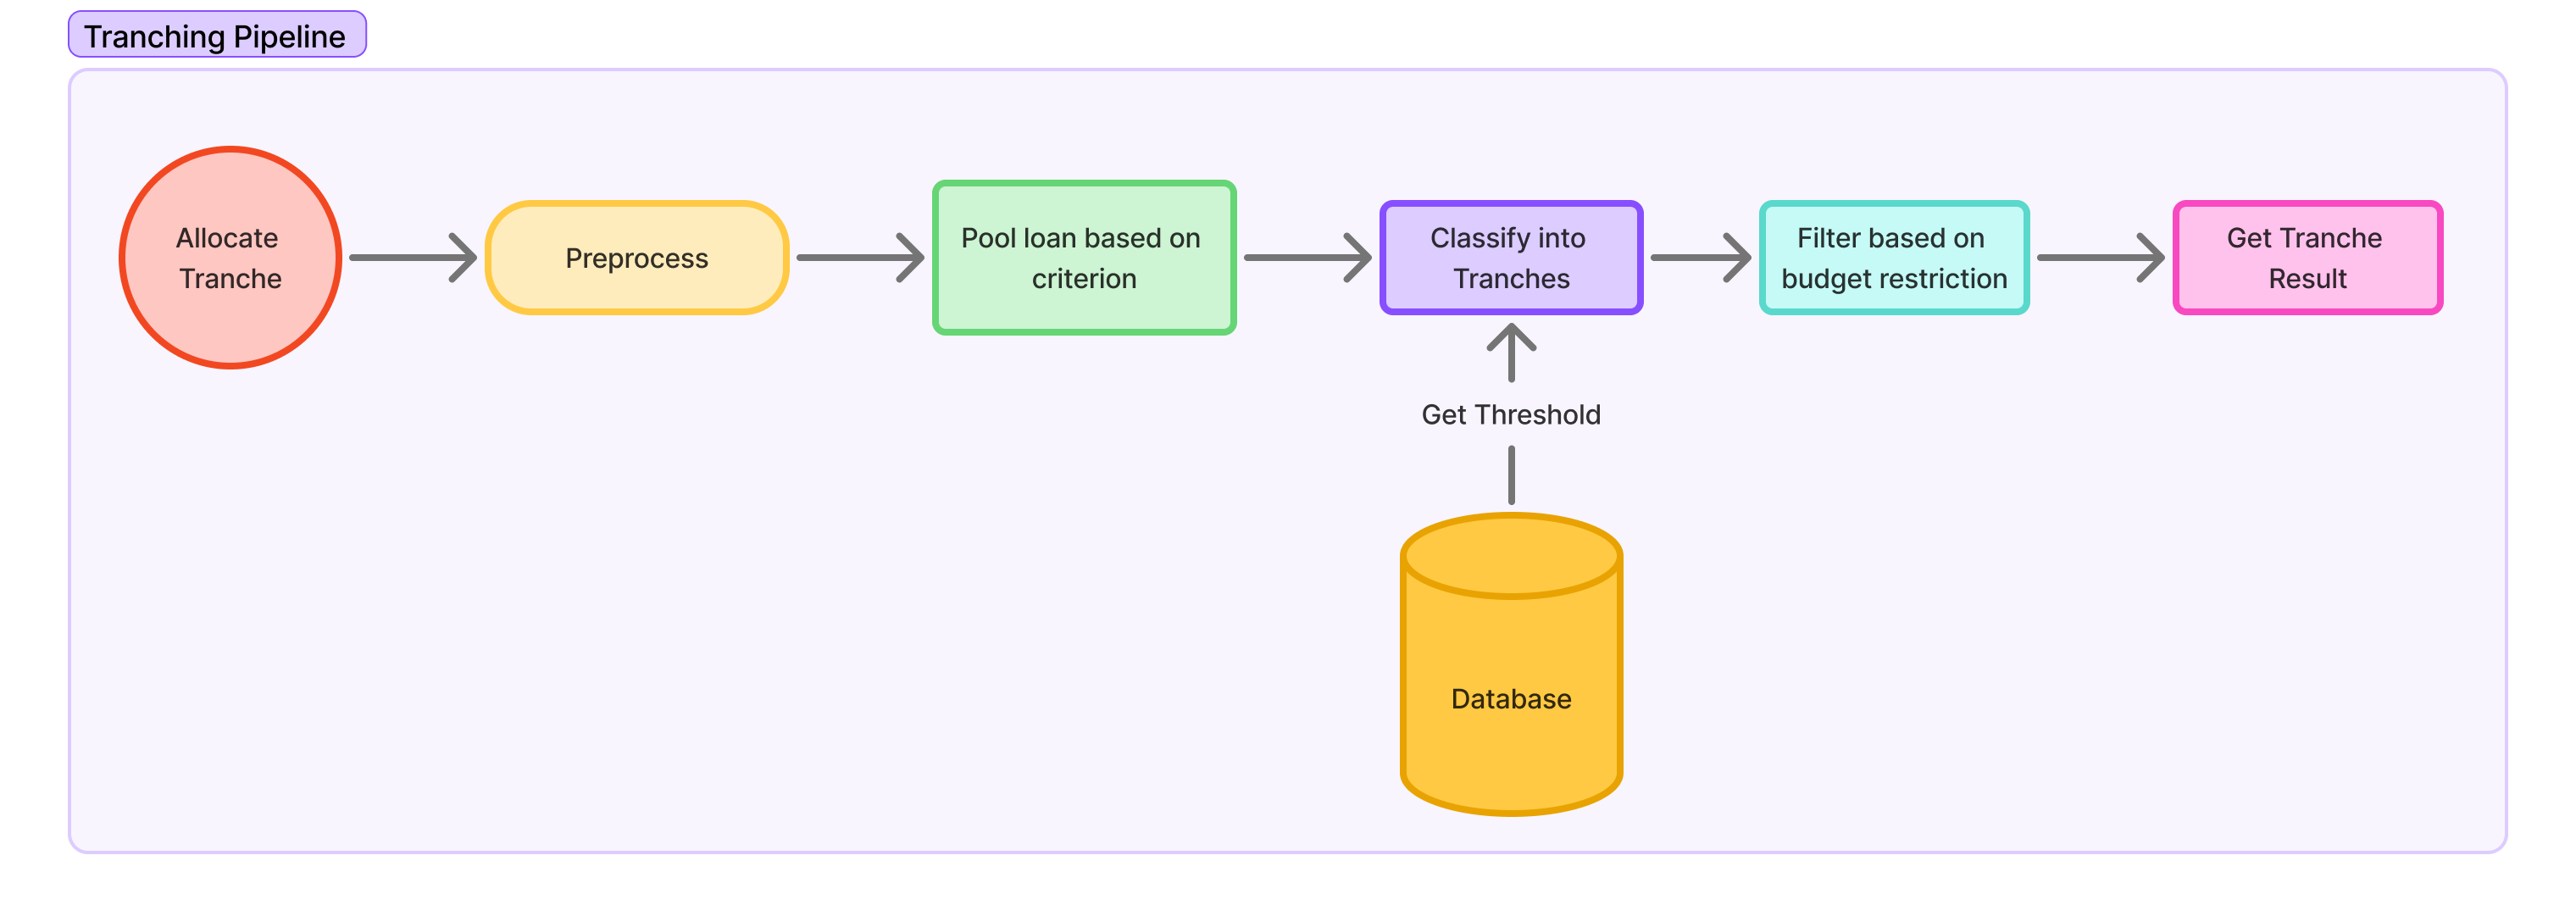 Tranching Pipeline
Allocate
Tranche
Preprocess
Pool loan based on
criterion
Classify into
Tranches
Filter based on
budget restriction
Get Tranche
Result
Get Threshold
Database